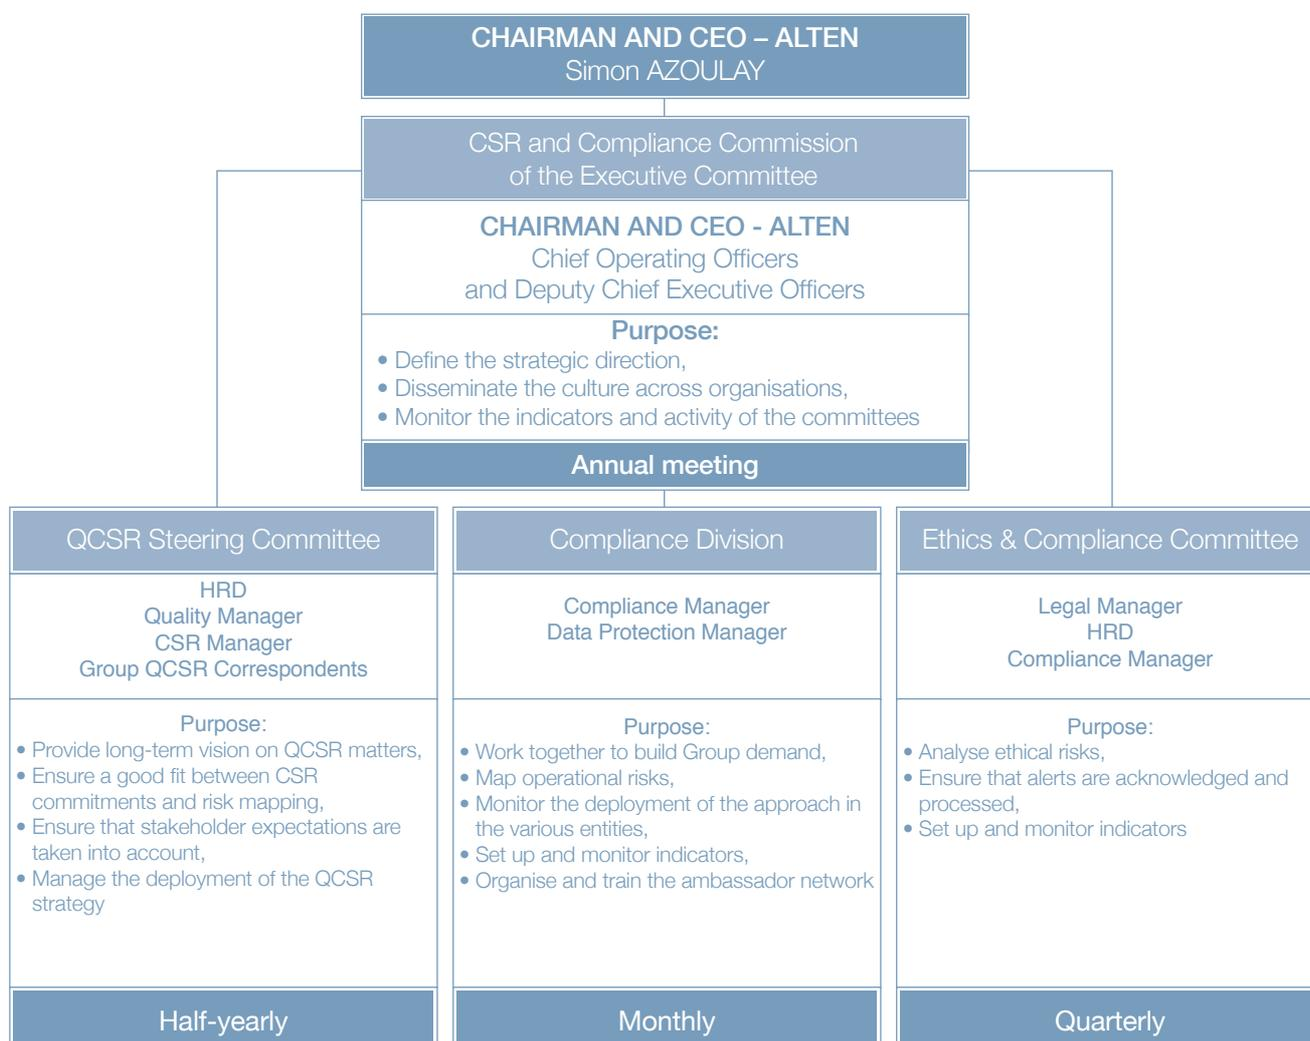 CHAIRMAN AND CEO – ALTEN
Simon AZOULAY
CSR and Compliance Commission
of the Executive Committee
CHAIRMAN AND CEO - ALTEN
Chief Operating Officers
and Deputy Chief Executive Officers
Purpose:
• Define the strategic direction,
• Disseminate the culture across organisations,
• Monitor the indicators and activity of the committees
Annual meeting
QCSR Steering Committee
HRD
Quality Manager
CSR Manager
Group QCSR Correspondents
Purpose:
• Provide long-term vision on QCSR matters,
• Ensure a good fit between CSR
commitments and risk mapping,
• Ensure that stakeholder expectations are
taken into account,
• Manage the deployment of the QCSR
strategy
Half-yearly
Compliance Division
Compliance Manager
Data Protection Manager
Purpose:
• Work together to build Group demand,
• Map operational risks,
• Monitor the deployment of the approach in
the various entities,
• Set up and monitor indicators,
• Organise and train the ambassador network
Monthly
Ethics & Compliance Committee
Legal Manager
HRD
Compliance Manager
Purpose:
• Analyse ethical risks,
• Ensure that alerts are acknowledged and
processed,
• Set up and monitor indicators
Quarterly